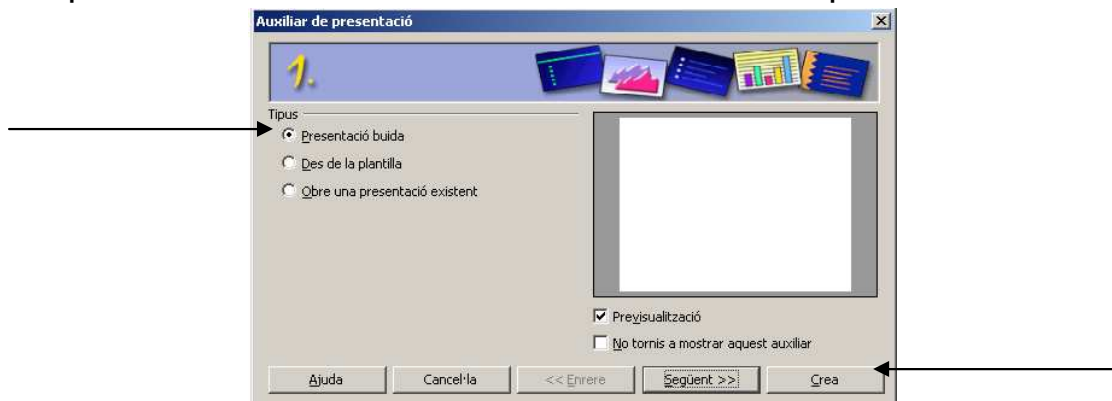 Auxiliar de presentació
1.
Tipus
Presentació buida
Des de la plantilla
Obre una presentació existent
Previsualització
No tornis a mostrar aquest auxiliar
Ajuda Cancel·la << Enrere Següent >> Crea